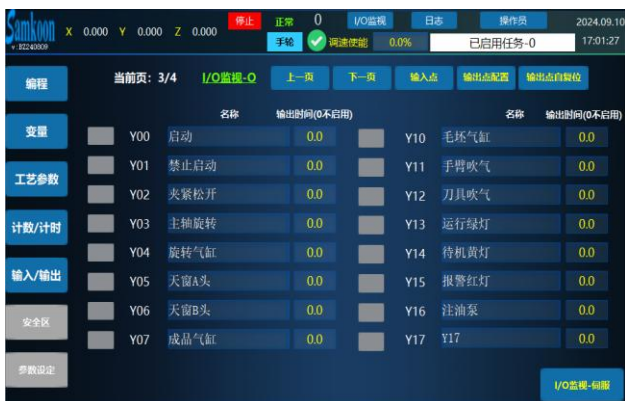 Samkoon X 0.000 Y 0.000 Z 0.000 停止 正常 0 I/O监视 日志 操作员 2024.09.10
手轮 调速使能 0.0% 已启用任务-0 17:01:27
编程 当前页: 3/4 I/O监视-O 上一页 下一页 输入点 输出点配置 输出点自复位
名称 输出时间(0不启用) 名称 输出时间(0不启用)
变量 Y00 启动 0.0 Y10 毛坯气缸 0.0
Y01 禁止启动 0.0 Y11 手臂吹气 0.0
工艺参数 Y02 夹紧松开 0.0 Y12 刀具吹气 0.0
计数/计时 Y03 主轴旋转 0.0 Y13 运行绿灯 0.0
Y04 旋转气缸 0.0 Y14 待机黄灯 0.0
输入/输出 Y05 天窗A头 0.0 Y15 报警红灯 0.0
安全区 Y06 天窗B头 0.0 Y16 注油泵 0.0
Y07 成品气缸 0.0 Y17 Y17 0.0
参数设定
I/O监视-伺服